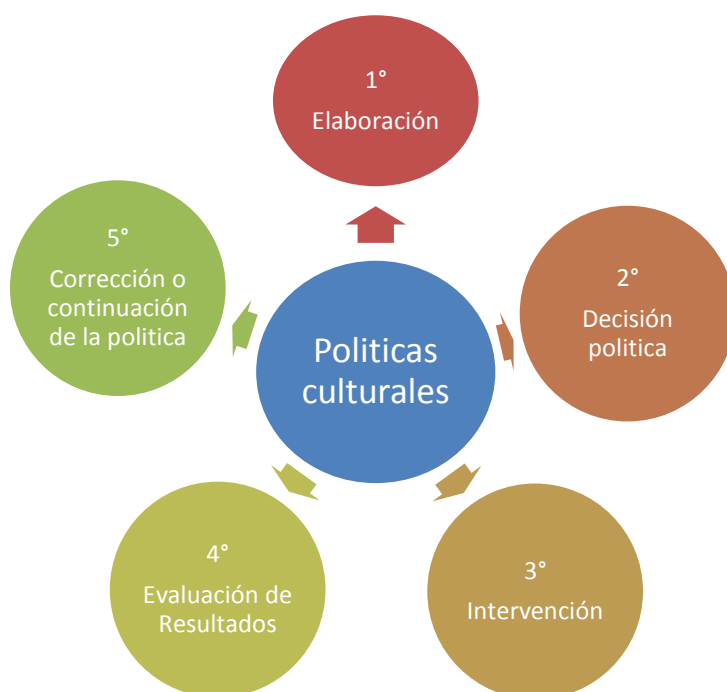 1°
Elaboración
2°
Decisión
politica
3°
Intervención
4°
Evaluación de
Resultados
5°
Corrección o
continuación
de la politica
Politicas
culturales